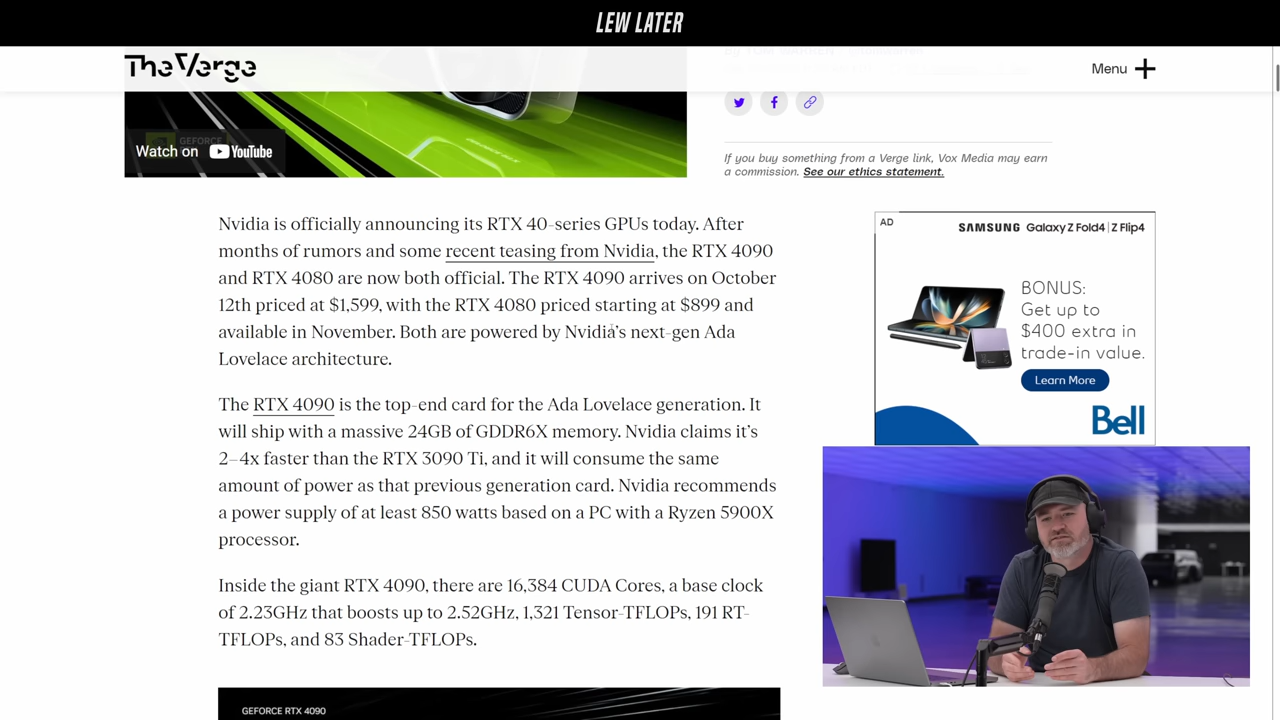 LEW LATER
TheVerge
Menu
Watch on YouTube
GEFORCE
If you buy something from a Verge link, Vox Media may earn
a commission. See our ethics statement.
Nvidia is officially announcing its RTX 40-series GPUs today. After
months of rumors and some recent teasing from Nvidia, the RTX 4090
and RTX 4080 are now both official. The RTX 4090 arrives on October
12th priced at $1,599, with the RTX 4080 priced starting at $899 and
available in November. Both are powered by Nvidia's next-gen Ada
Lovelace architecture.
The RTX 4090 is the top-end card for the Ada Lovelace generation. It
will ship with a massive 24GB of GDDR6X memory. Nvidia claims it's
2–4x faster than the RTX 3090 Ti, and it will consume the same
amount of power as that previous generation card. Nvidia recommends
a power supply of at least 850 watts based on a PC with a Ryzen 5900X
processor.
Inside the giant RTX 4090, there are 16,384 CUDA Cores, a base clock
of 2.23GHz that boosts up to 2.52GHz, 1,321 Tensor-TFLOPs, 191 RT-
TFLOPs, and 83 Shader-TFLOPs.
GEFORCE RTX 4090
AD
SAMSUNG Galaxy Z Fold4 | Z Flip4
BONUS:
Get up to
$400 extra in
trade-in value.
Learn More
Bell